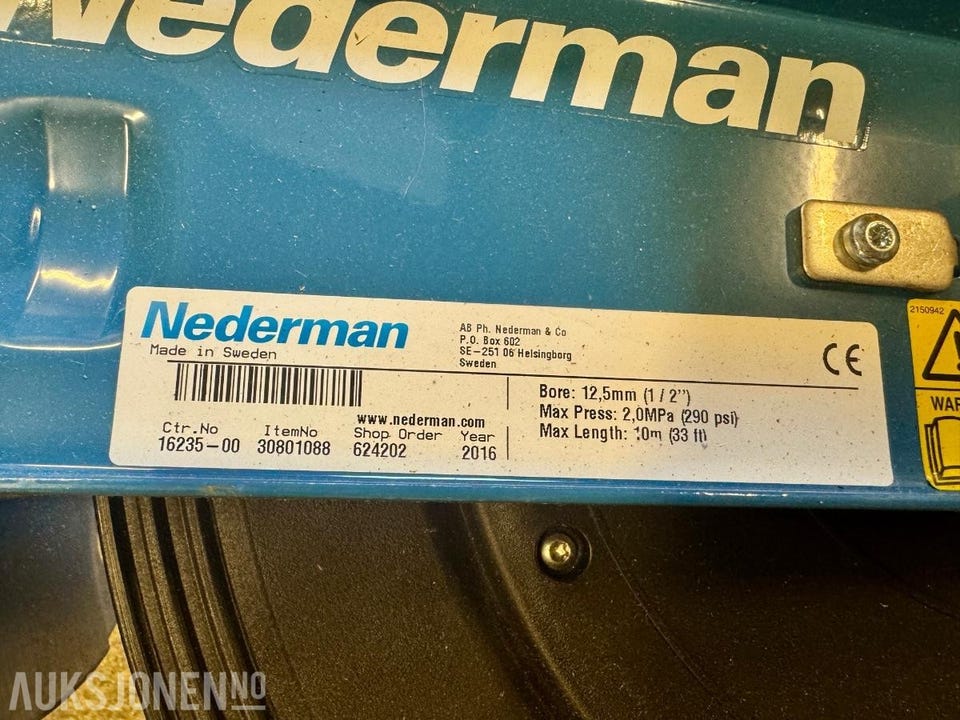 Nederman
Nederman
Made in Sweden
AB Ph. Nederman & Co
P.O. Box 602
SE-251 06 Helsingborg
Sweden
CE
www.nederman.com
Ctr.No ItemNo Shop Order Year
16235-00 30801088 624202 2016
Bore: 12,5mm (1/2")
Max Press: 2,0MPa (290 psi)
Max Length: 10m (33 ft)
2150942
WAR
AUKSJONEN.NO